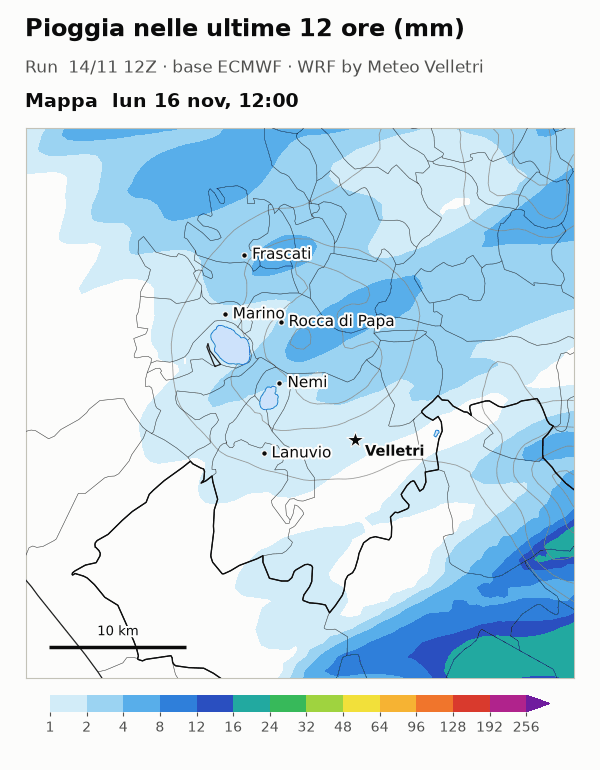 Pioggia nelle ultime 12 ore (mm)
Run 14/11 12Z · base ECMWF · WRF by Meteo Velletri
Mappa lun 16 nov, 12:00
Frascati
Marino
Rocca di Papa
Nemi
Velletri
Lanuvio
10 km
1 2 4 8 12 16 24 32 48 64 96 128 192 256